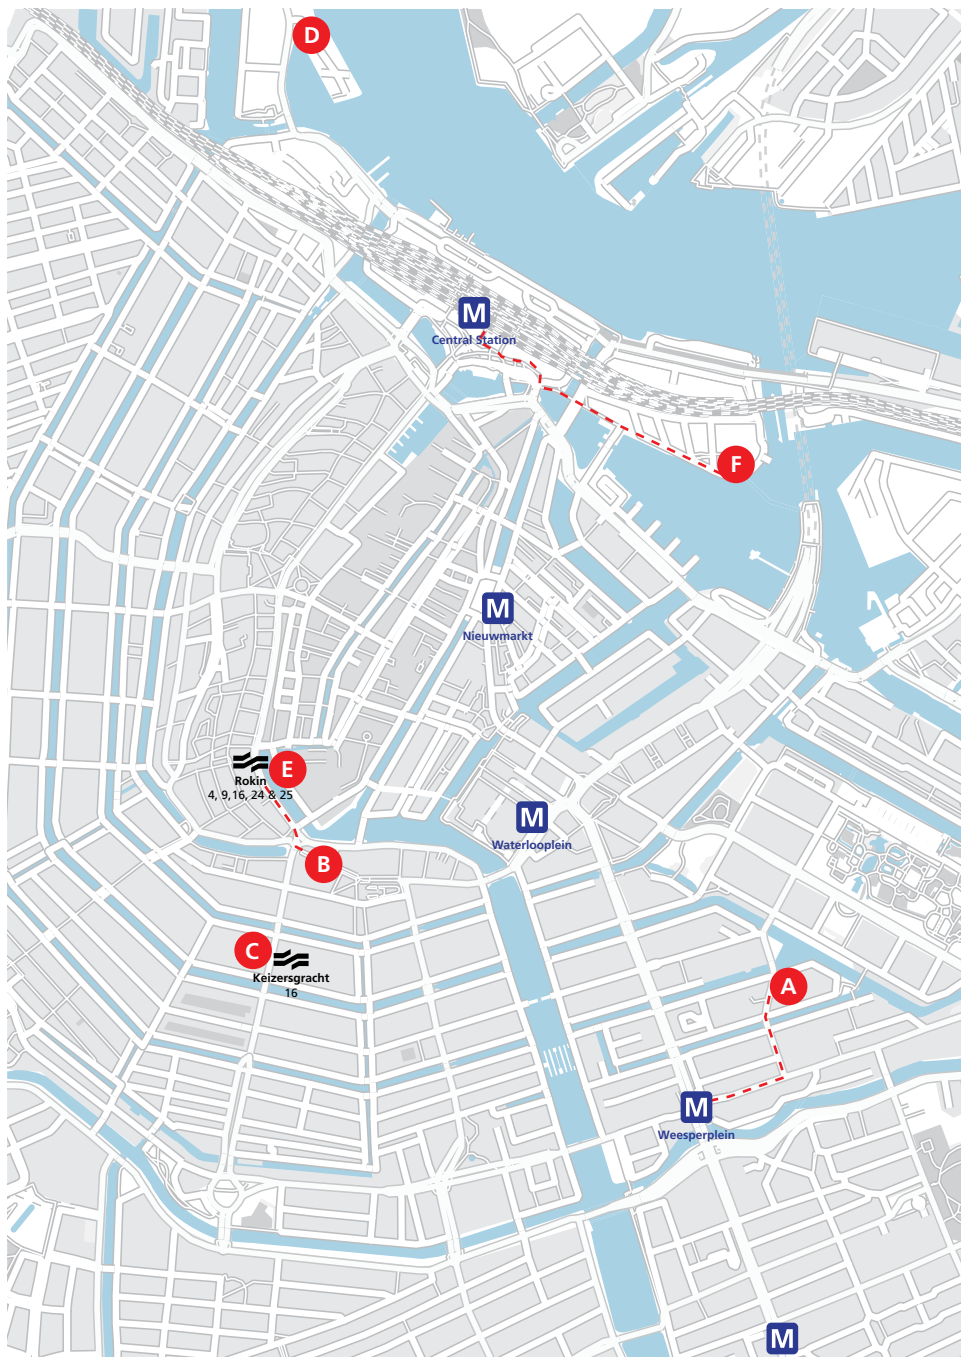 D
M
Central Station
F
M
Nieuwmarkt
E
Rokin
4, 9,16, 24 & 25
M
Waterlooplein
B
C
Keizersgracht
16
A
M
Weesperplein
M